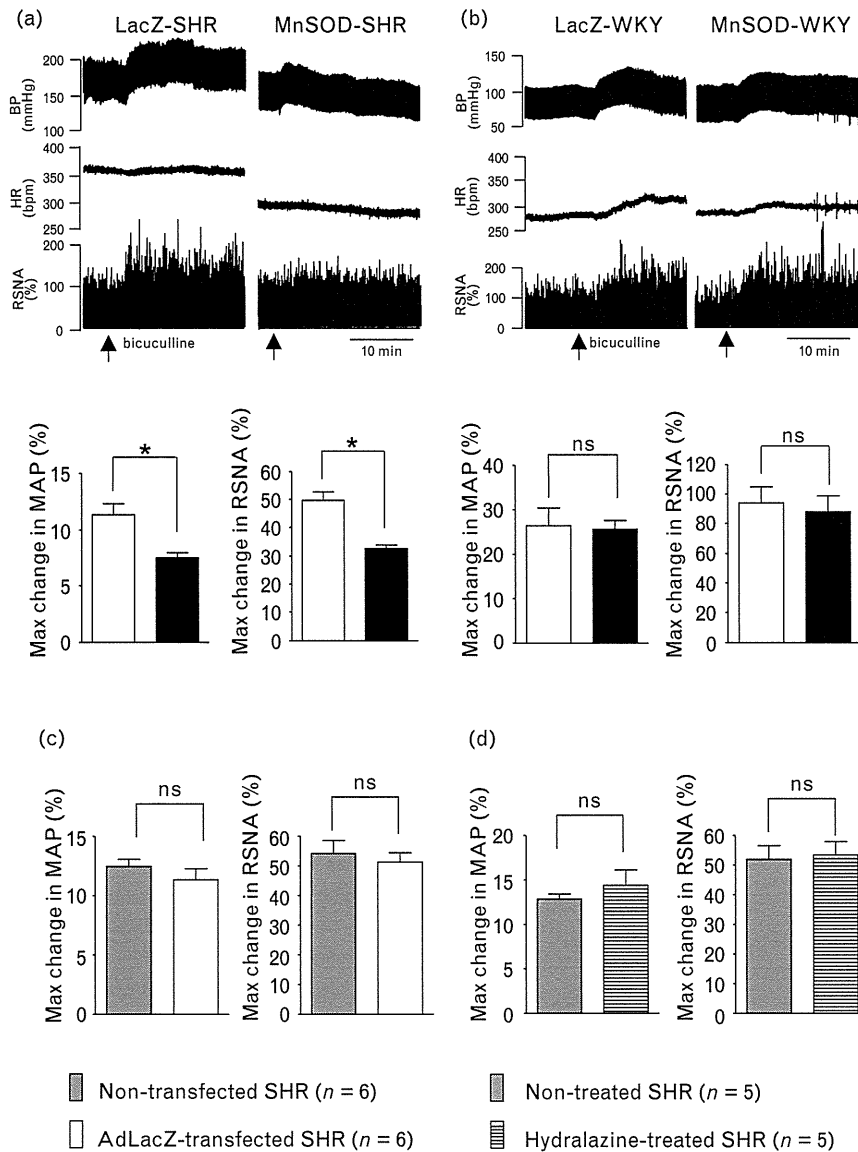 (a)
LacZ-SHR
MnSOD-SHR
BP (mmHg)
200
150
100
HR (bpm)
400
350
300
250
RSNA (%)
200
100
0
bicuculline
10 min
(b)
LacZ-WKY
MnSOD-WKY
BP (mmHg)
150
100
50
HR (bpm)
400
350
300
250
RSNA (%)
200
100
0
bicuculline
10 min
Max change in MAP (%)
15
10
5
0
*
Max change in RSNA (%)
60
50
40
30
20
10
0
*
Max change in MAP (%)
40
30
20
10
0
ns
Max change in RSNA (%)
120
100
80
60
40
20
0
ns
(c)
Max change in MAP (%)
15
10
5
0
ns
Max change in RSNA (%)
60
50
40
30
20
10
0
ns
(d)
Max change in MAP (%)
20
15
10
5
0
ns
Max change in RSNA (%)
60
50
40
30
20
10
0
ns
Non-transfected SHR (n = 6)
AdLacZ-transfected SHR (n = 6)
Non-treated SHR (n = 5)
Hydralazine-treated SHR (n = 5)